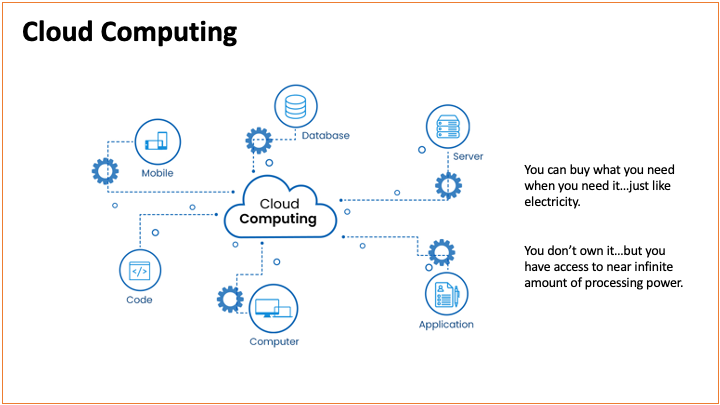 Cloud Computing
Database
Server
Mobile
Cloud
Computing
Code
Computer
Application
You can buy what you need
when you need it...just like
electricity.
You don’t own it...but you
have access to near infinite
amount of processing power.